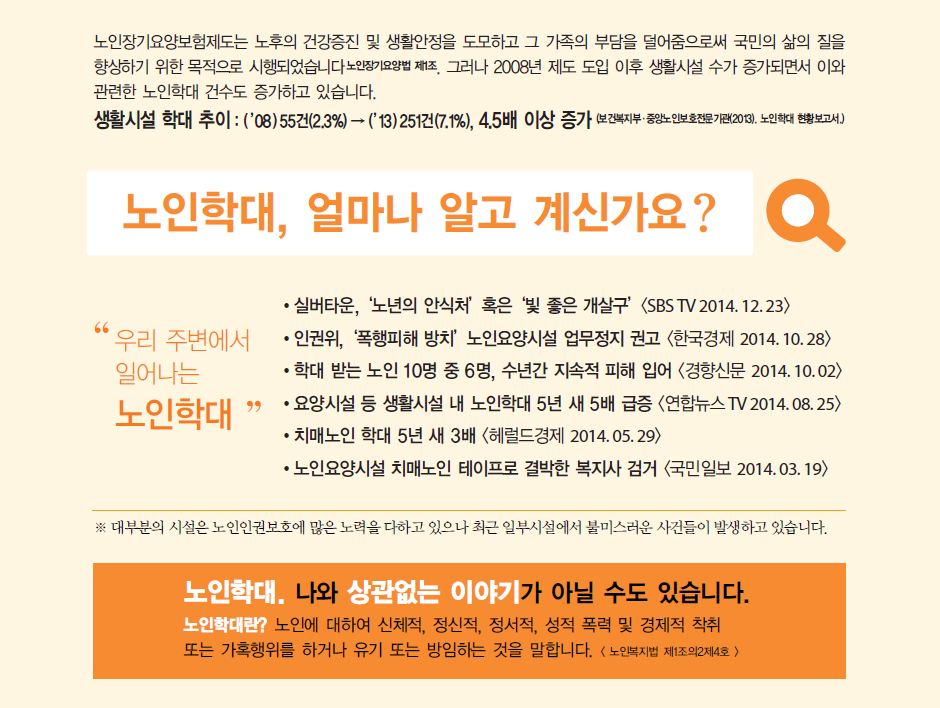 노인장기요양보험제도는 노후의 건강증진 및 생활안정을 도모하고 그 가족의 부담을 덜어줌으로써 국민의 삶의 질을
향상하기 위한 목적으로 시행되었습니다 노인장기요양법 제1조. 그러나 2008년 제도 도입 이후 생활시설 수가 증가되면서 이와
관련한 노인학대 건수도 증가하고 있습니다.
생활시설 학대 추이 : (’08) 55건(2.3%) → (’13) 251건(7.1%), 4.5배 이상 증가 (보건복지부·중앙노인보호전문기관(2013). 노인학대 현황보고서.)
노인학대, 얼마나 알고 계신가요?
“ 우리 주변에서
일어나는
노인학대 ”
• 실버타운, ‘노년의 안식처’ 혹은 ‘빛 좋은 개살구’ 〈SBS TV 2014. 12. 23〉
• 인권위, ‘폭행피해 방치’ 노인요양시설 업무정지 권고 〈한국경제 2014. 10. 28〉
• 학대 받는 노인 10명 중 6명, 수년간 지속적 피해 입어 〈경향신문 2014. 10. 02〉
• 요양시설 등 생활시설 내 노인학대 5년 새 5배 급증 〈연합뉴스 TV 2014. 08. 25〉
• 치매노인 학대 5년 새 3배 〈헤럴드경제 2014. 05. 29〉
• 노인요양시설 치매노인 테이프로 결박한 복지사 검거 〈국민일보 2014. 03. 19〉
※ 대부분의 시설은 노인인권보호에 많은 노력을 다하고 있으나 최근 일부시설에서 불미스러운 사건들이 발생하고 있습니다.
노인학대. 나와 상관없는 이야기가 아닐 수도 있습니다.
노인학대란? 노인에 대하여 신체적, 정신적, 정서적, 성적 폭력 및 경제적 착취
또는 가혹행위를 하거나 유기 또는 방임하는 것을 말합니다. 〈 노인복지법 제1조의2제4호 〉